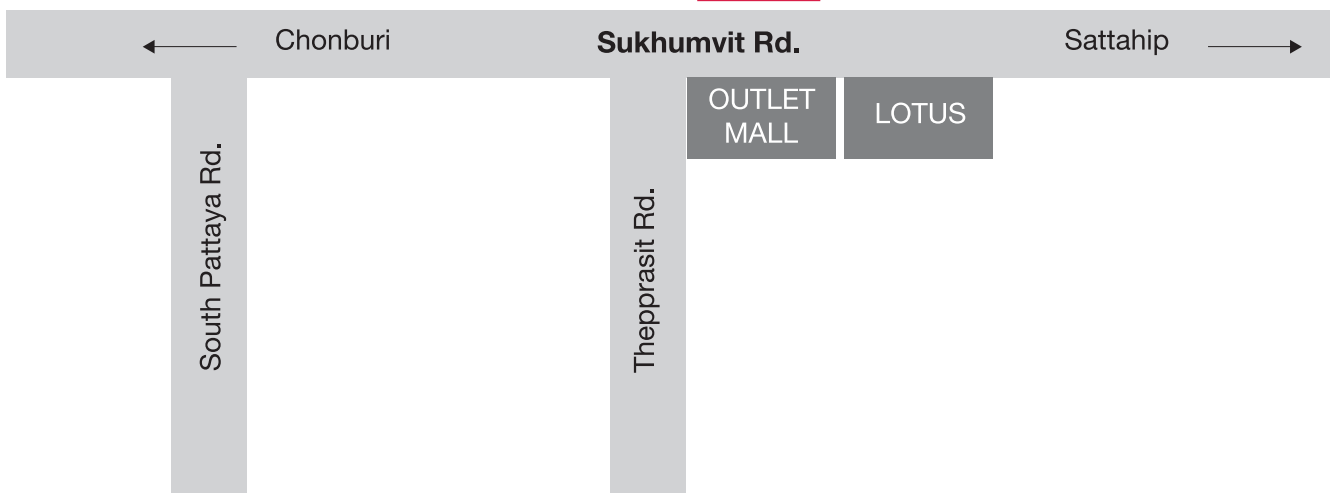 Chonburi
Sukhumvit Rd.
Sattahip
OUTLET
MALL
LOTUS
South Pattaya Rd.
Thepprasit Rd.